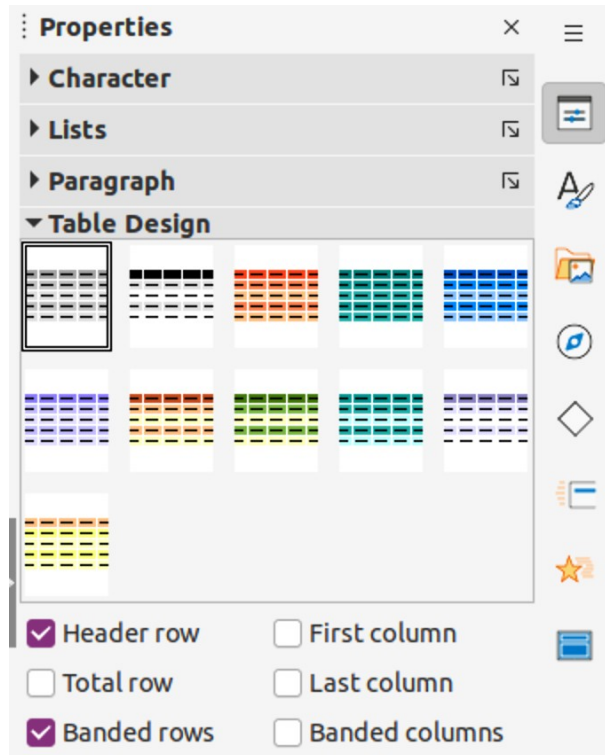 Properties
Character
Lists
Paragraph
Table Design
Header row
First column
Total row
Last column
Banded rows
Banded columns